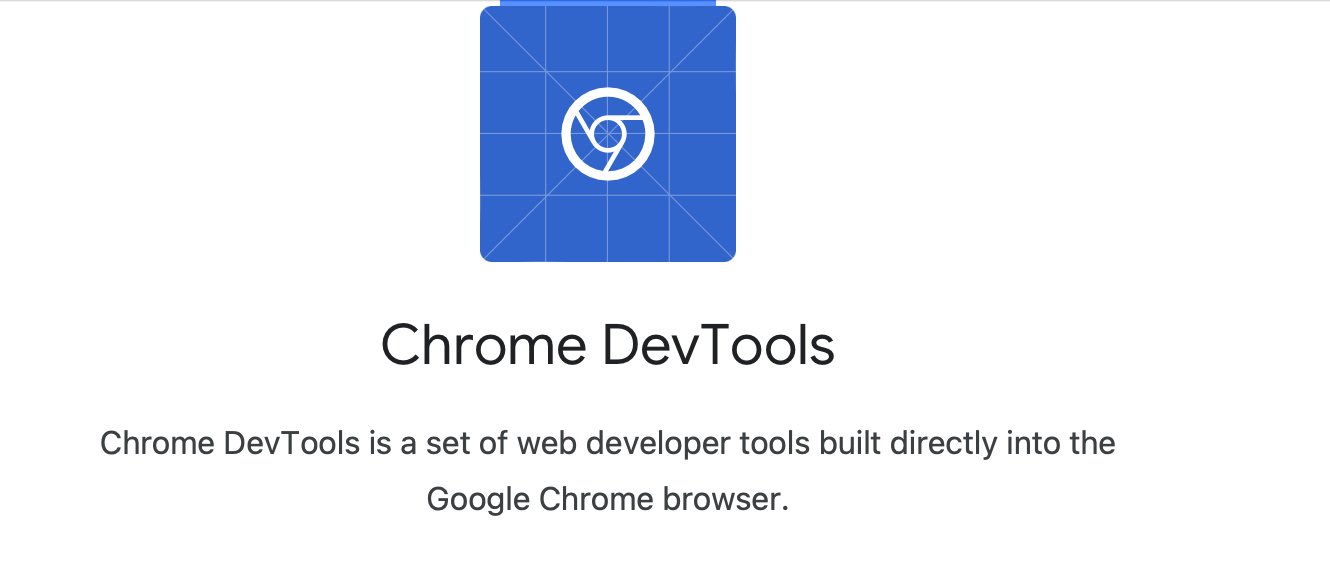 Chrome DevTools
Chrome DevTools is a set of web developer tools built directly into the
Google Chrome browser.